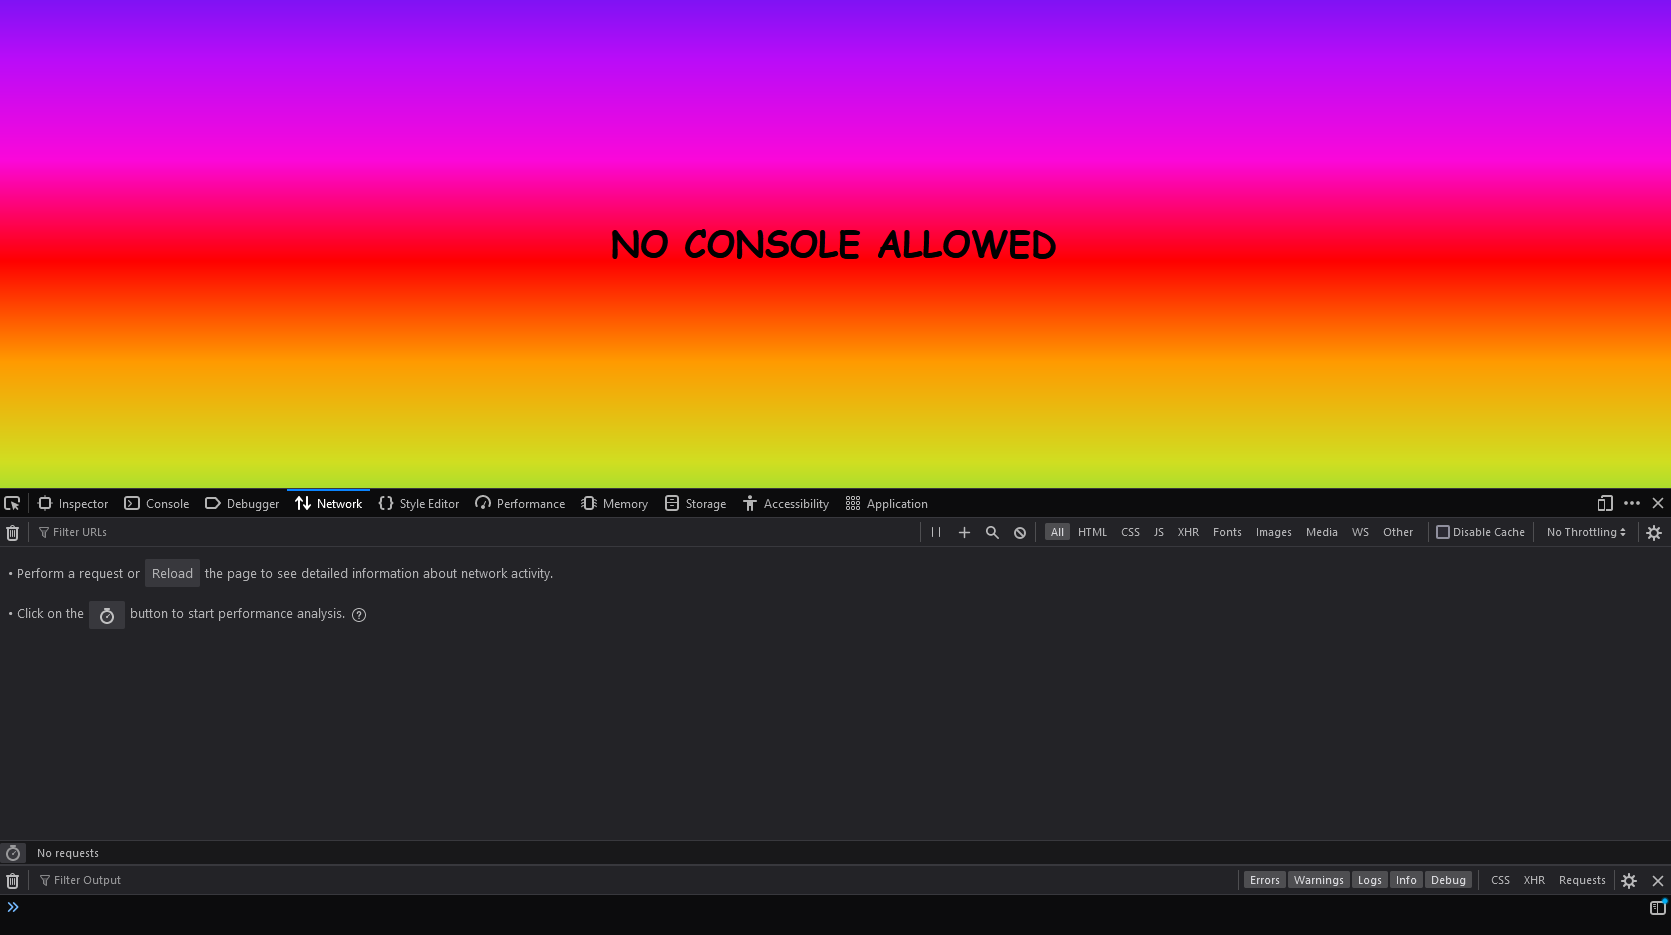 NO CONSOLE ALLOWED
Inspector Console Debugger Network Style Editor Performance Memory Storage Accessibility Application
Filter URLs All HTML CSS JS XHR Fonts Images Media WS Other Disable Cache No Throttling
• Perform a request or Reload the page to see detailed information about network activity.
• Click on the button to start performance analysis. ?
No requests
Filter Output Errors Warnings Logs Info Debug CSS XHR Requests